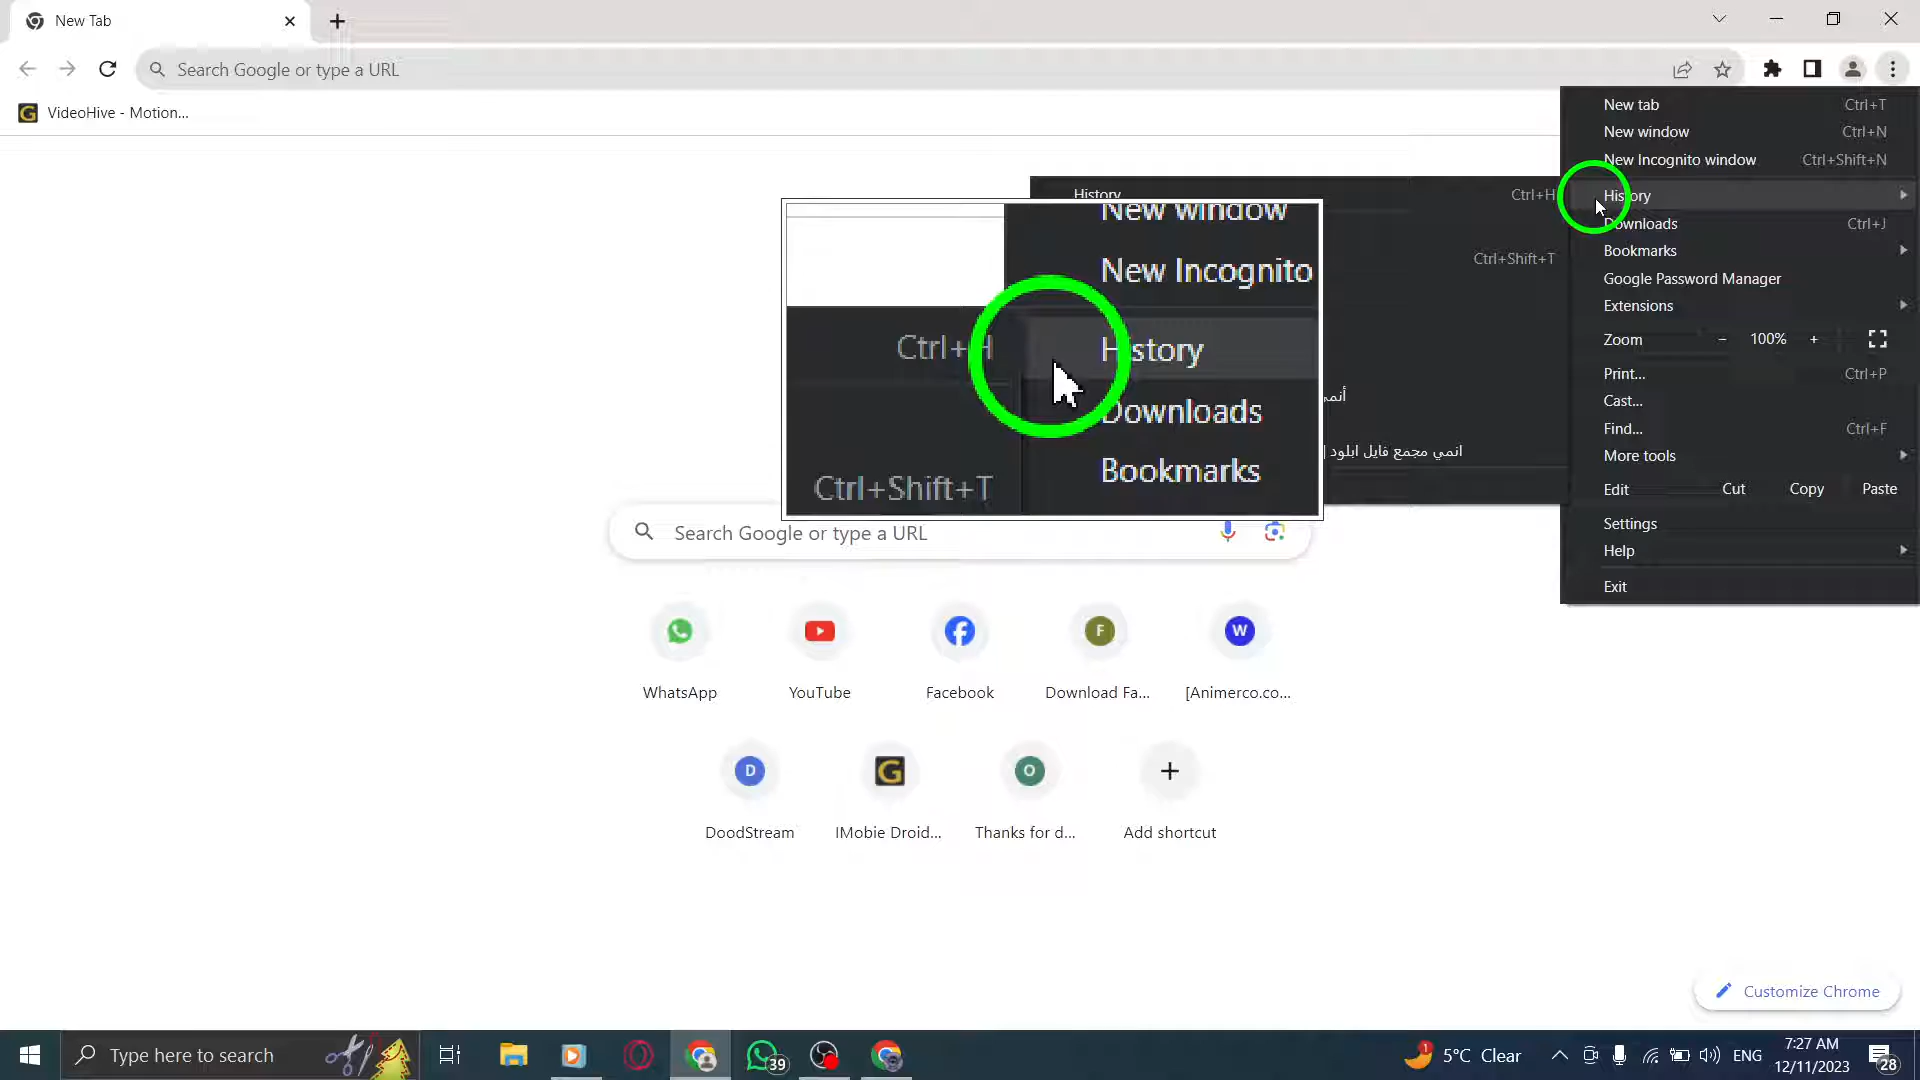 New Tab
Search Google or type a URL
VideoHive - Motion...
New tab Ctrl+T
New window Ctrl+N
New Incognito window Ctrl+Shift+N
History Ctrl+H
History
Downloads Ctrl+J
Bookmarks
Ctrl+Shift+T
Google Password Manager
Extensions
Zoom - 100% +
Print... Ctrl+P
Cast...
Find... Ctrl+F
More tools
Edit Cut Copy Paste
Settings
Help
Exit
New window
New Incognito
Ctrl+H History
Downloads
Bookmarks
Ctrl+Shift+T
انمي مجمع فايل ابلود |
Search Google or type a URL
W
F
WhatsApp YouTube Facebook Download Fa... [Animerco.co...
D
G
O
DoodStream IMobie Droid... Thanks for d... Add shortcut
Customize Chrome
Type here to search
39
1
5°C Clear
ENG
7:27 AM
12/11/2023
28